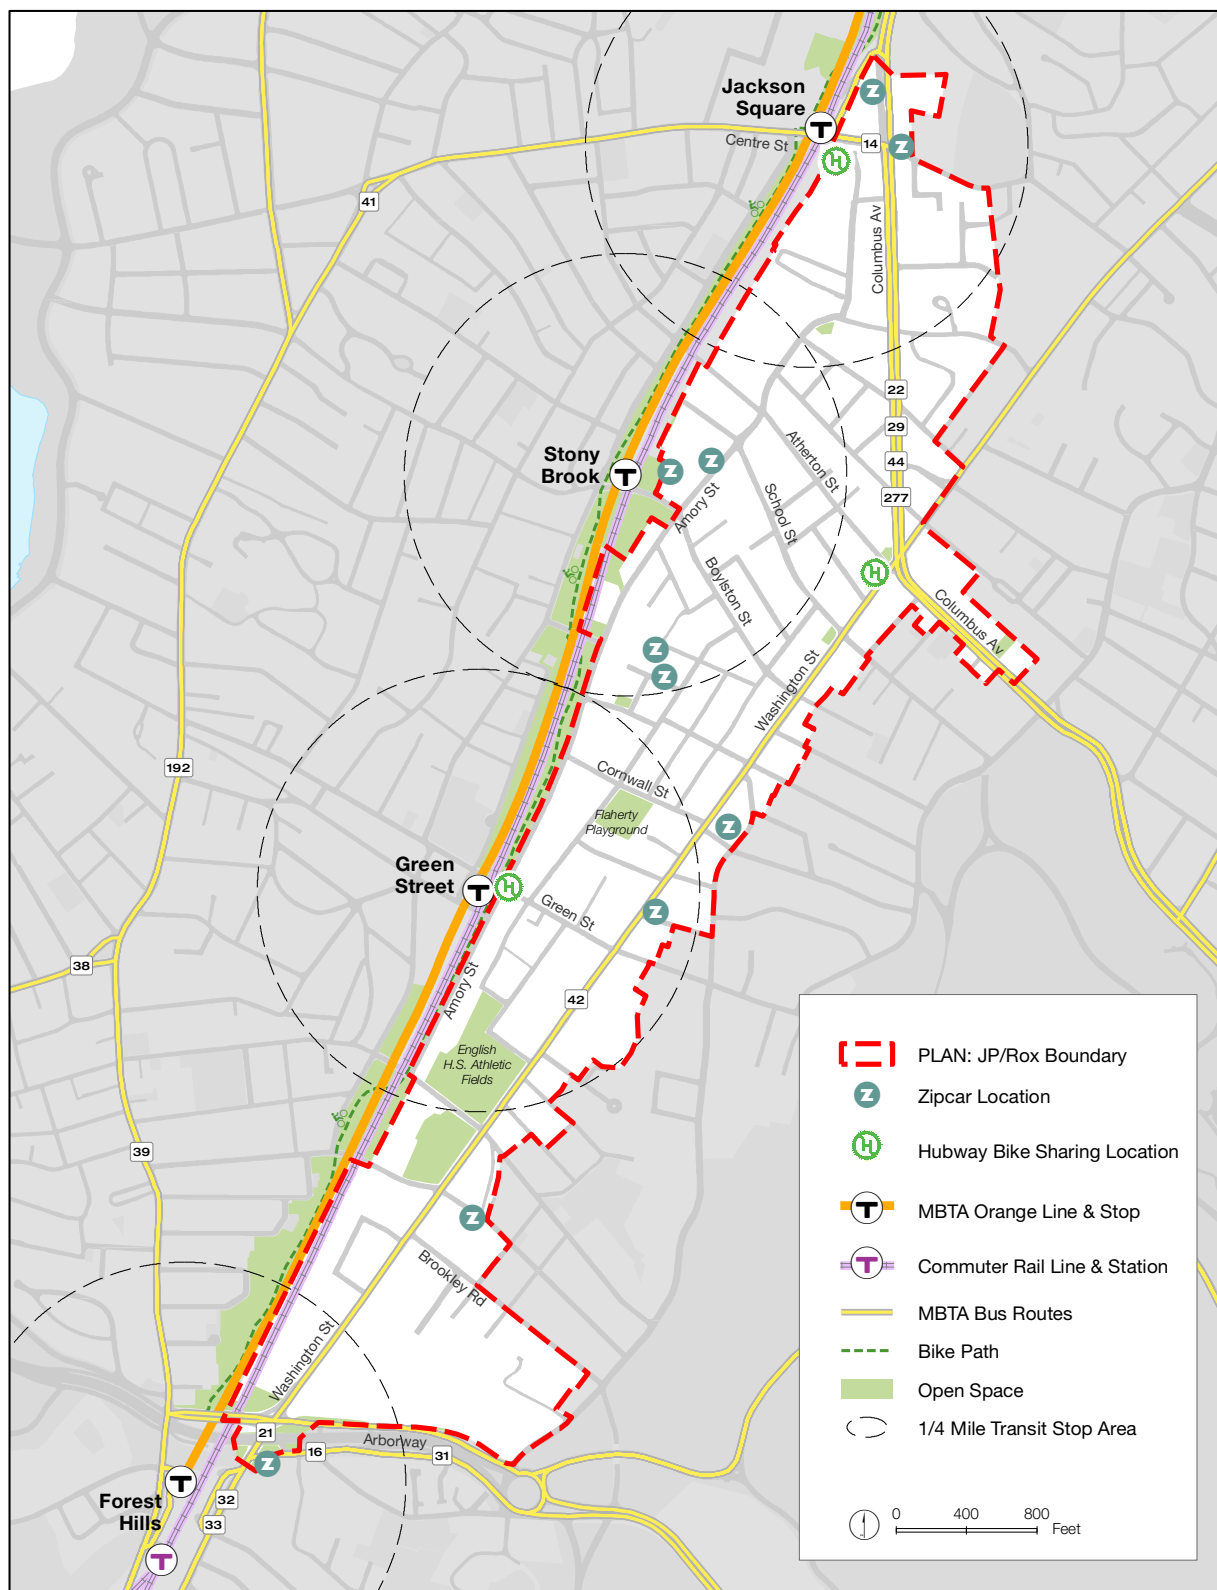 Jackson
Square
Centre St
14
41
Columbus Av
22
29
44
277
Atherton St
Stony
Brook
School St
Amory St
Boylston St
Columbus Av
Washington St
192
Cornwall St
Flaherty
Playground
Green
Street
Green St
38
Amory St
42
English
H.S. Athletic
Fields
39
Brookley Rd
Washington St
21
Arborway
16
31
32
33
Forest
Hills
PLAN: JP/Rox Boundary
Zipcar Location
Hubway Bike Sharing Location
MBTA Orange Line & Stop
Commuter Rail Line & Station
MBTA Bus Routes
Bike Path
Open Space
1/4 Mile Transit Stop Area
0 400 800
Feet